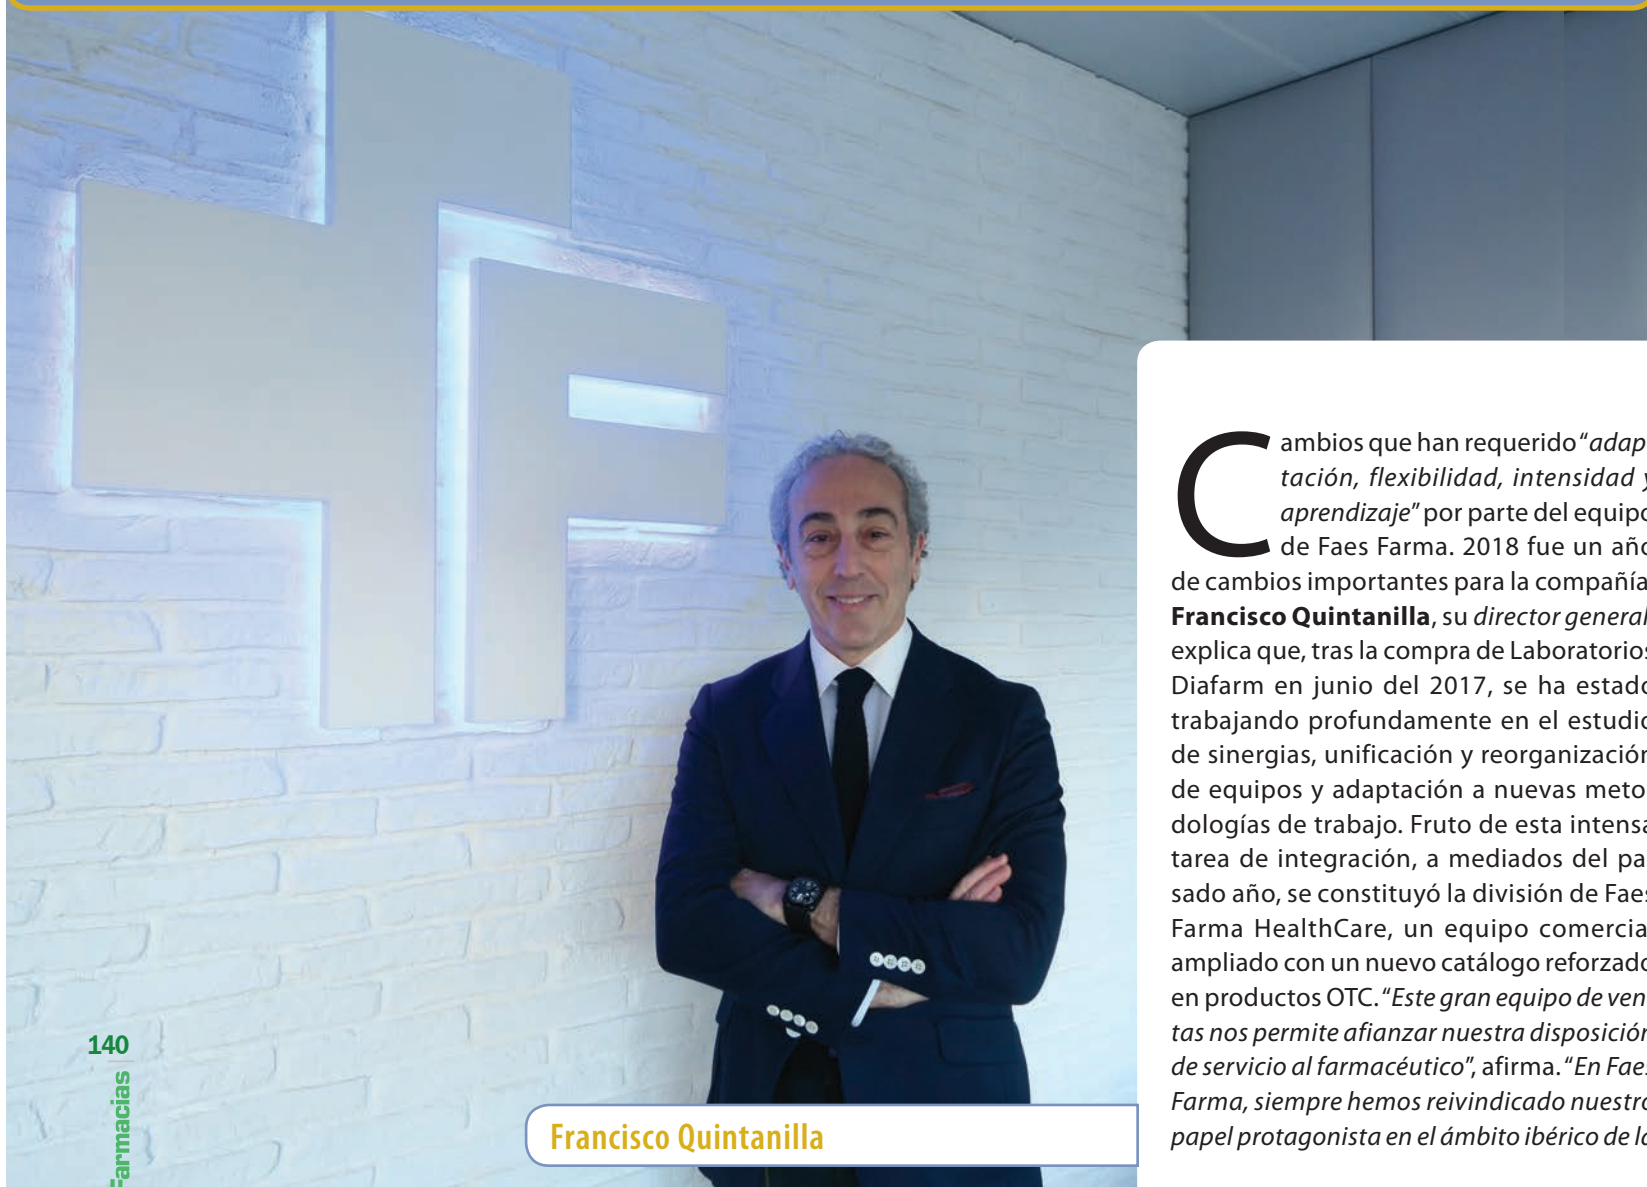 F
Cambios que han requerido “adap-
tación, flexibilidad, intensidad y
aprendizaje” por parte del equipo
de Faes Farma. 2018 fue un año
de cambios importantes para la compañía.
Francisco Quintanilla, su director general,
explica que, tras la compra de Laboratorios
Diafarm en junio del 2017, se ha estado
trabajando profundamente en el estudio
de sinergias, unificación y reorganización
de equipos y adaptación a nuevas meto-
dologías de trabajo. Fruto de esta intensa
tarea de integración, a mediados del pa-
sado año, se constituyó la división de Faes
Farma HealthCare, un equipo comercial
ampliado con un nuevo catálogo reforzado
en productos OTC. “Este gran equipo de ven-
tas nos permite afianzar nuestra disposición
de servicio al farmacéutico”, afirma. “En Faes
Farma, siempre hemos reivindicado nuestro
papel protagonista en el ámbito ibérico de la
Francisco Quintanilla
140
Farmacias